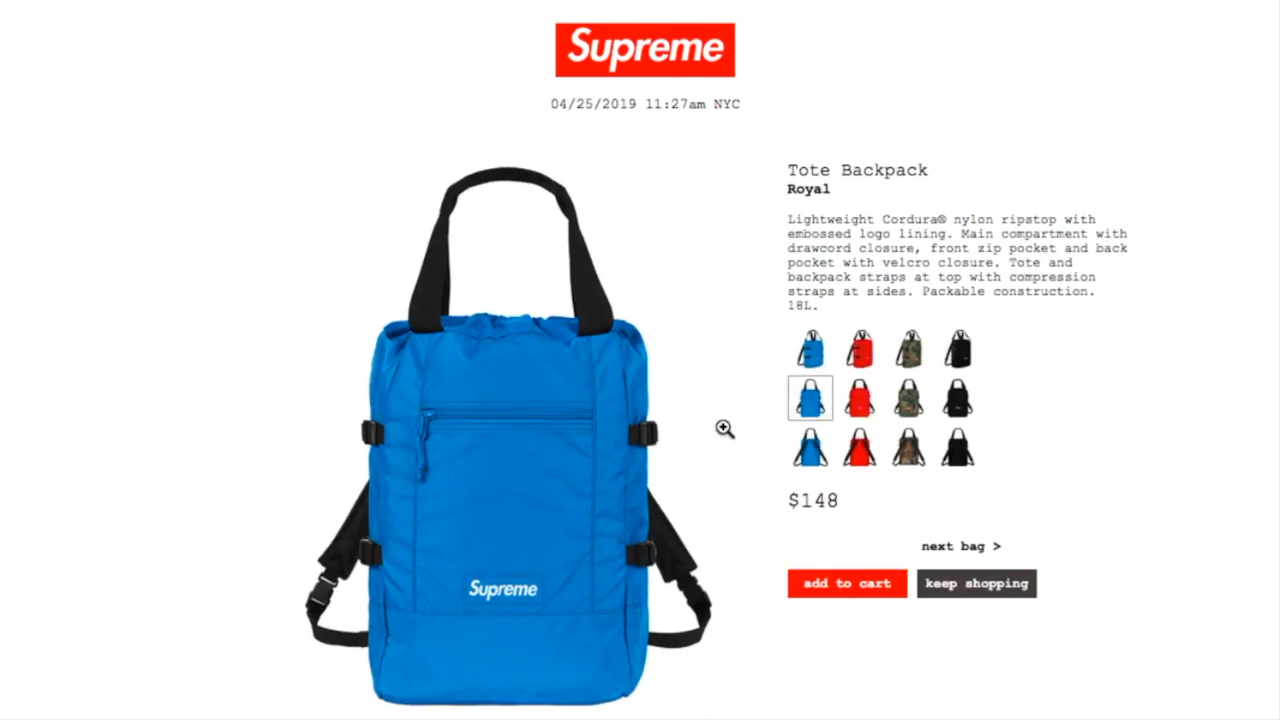 Supreme
04/25/2019 11:27am NYC
Tote Backpack
Royal
Lightweight Cordura® nylon ripstop with
embossed logo lining. Main compartment with
drawcord closure, front zip pocket and back
pocket with velcro closure. Tote and
backpack straps at top with compression
straps at sides. Packable construction.
18L.
$148
next bag >
add to cart
keep shopping
Supreme